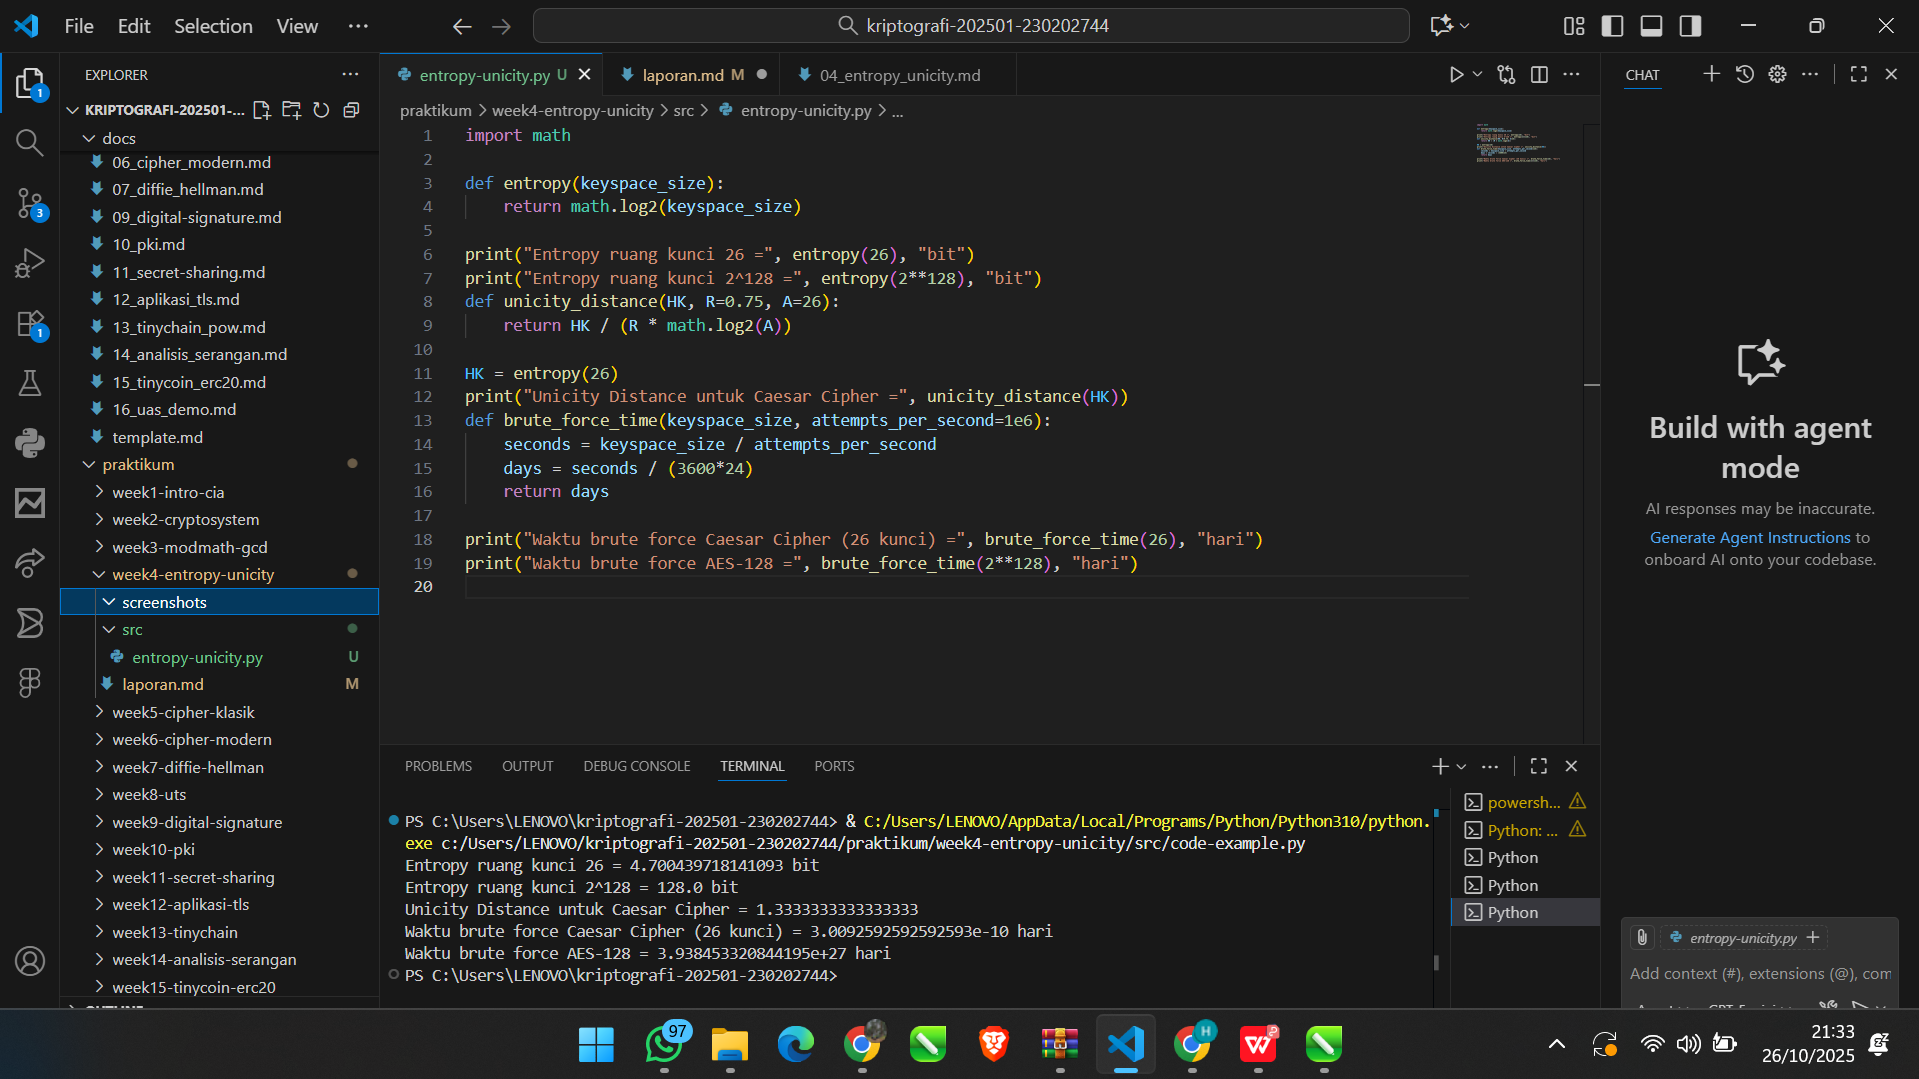 File Edit Selection View
kriptografi-202501-230202744
EXPLORER
KRIPTOGRAFI-202501-...
docs
06_cipher_modern.md
07_diffie_hellman.md
09_digital-signature.md
10_pki.md
11_secret-sharing.md
12_aplikasi_tls.md
13_tinychain_pow.md
14_analisis_serangan.md
15_tinycoin_erc20.md
16_uas_demo.md
template.md
praktikum
week1-intro-cia
week2-cryptosystem
week3-modmath-gcd
week4-entropy-unicity
screenshots
src
entropy-unicity.py U
laporan.md M
week5-cipher-klasik
week6-cipher-modern
week7-diffie-hellman
week8-uts
week9-digital-signature
week10-pki
week11-secret-sharing
week12-aplikasi-tls
week13-tinychain
week14-analisis-serangan
week15-tinycoin-erc20
1
3
1
entropy-unicity.py U
laporan.md M
04_entropy_unicity.md
praktikum > week4-entropy-unicity > src > entropy-unicity.py > ...
1 import math
2
3 def entropy(keyspace_size):
4 return math.log2(keyspace_size)
5
6 print("Entropy ruang kunci 26 =", entropy(26), "bit")
7 print("Entropy ruang kunci 2^128 =", entropy(2**128), "bit")
8 def unicity_distance(HK, R=0.75, A=26):
9 return HK / (R * math.log2(A))
10
11 HK = entropy(26)
12 print("Unicity Distance untuk Caesar Cipher =", unicity_distance(HK))
13 def brute_force_time(keyspace_size, attempts_per_second=1e6):
14 seconds = keyspace_size / attempts_per_second
15 days = seconds / (3600*24)
16 return days
17
18 print("Waktu brute force Caesar Cipher (26 kunci) =", brute_force_time(26), "hari")
19 print("Waktu brute force AES-128 =", brute_force_time(2**128), "hari")
20
PROBLEMS OUTPUT DEBUG CONSOLE TERMINAL PORTS
PS C:\Users\LENOVO\kriptografi-202501-230202744> & C:/Users/LENOVO/AppData/Local/Programs/Python/Python310/python.
exe c:/Users/LENOVO/kriptografi-202501-230202744/praktikum/week4-entropy-unicity/src/code-example.py
Entropy ruang kunci 26 = 4.700439718141093 bit
Entropy ruang kunci 2^128 = 128.0 bit
Unicity Distance untuk Caesar Cipher = 1.3333333333333333
Waktu brute force Caesar Cipher (26 kunci) = 3.0092592592592593e-10 hari
Waktu brute force AES-128 = 3.938453320844195e+27 hari
PS C:\Users\LENOVO\kriptografi-202501-230202744>
powersh...
Python: ...
Python
Python
Python
CHAT
Build with agent
mode
AI responses may be inaccurate.
Generate Agent Instructions to
onboard AI onto your codebase.
entropy-unicity.py
Add context (#), extensions (@), com
97
21:33
26/10/2025